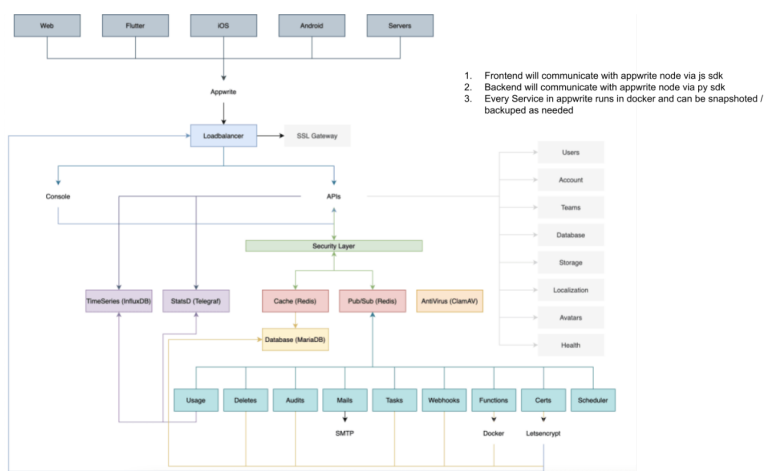 Web
Flutter
iOS
Android
Servers
1. Frontend will communicate with appwrite node via js sdk
2. Backend will communicate with appwrite node via py sdk
3. Every Service in appwrite runs in docker and can be snapshoted /
backuped as needed
Appwrite
Loadbalancer
SSL Gateway
Users
Console
APIs
Account
Teams
Database
Security Layer
Storage
Localization
TimeSeries (InfluxDB)
StatsD (Telegraf)
Cache (Redis)
Pub/Sub (Redis)
AntiVirus (ClamAV)
Avatars
Database (MariaDB)
Health
Usage
Deletes
Audits
Mails
Tasks
Webhooks
Functions
Certs
Scheduler
SMTP
Docker
Letsencrypt